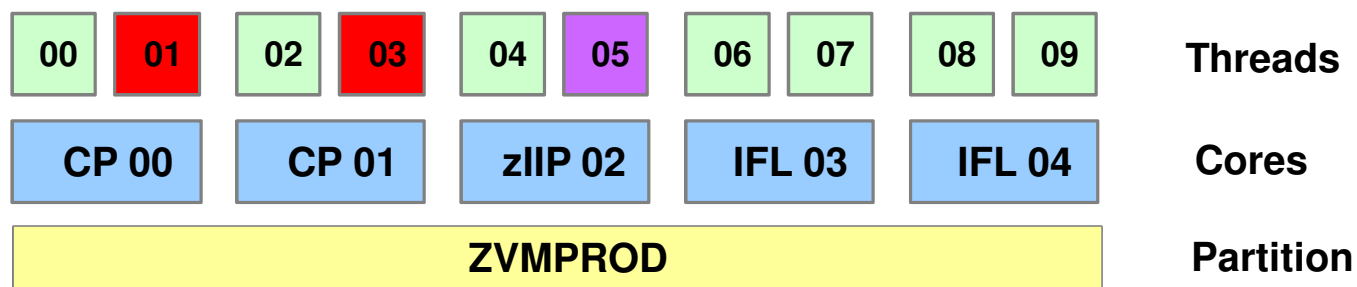 00 01 02 03 04 05 06 07 08 09 Threads
CP 00 CP 01 zIIP 02 IFL 03 IFL 04 Cores
ZVMPROD Partition